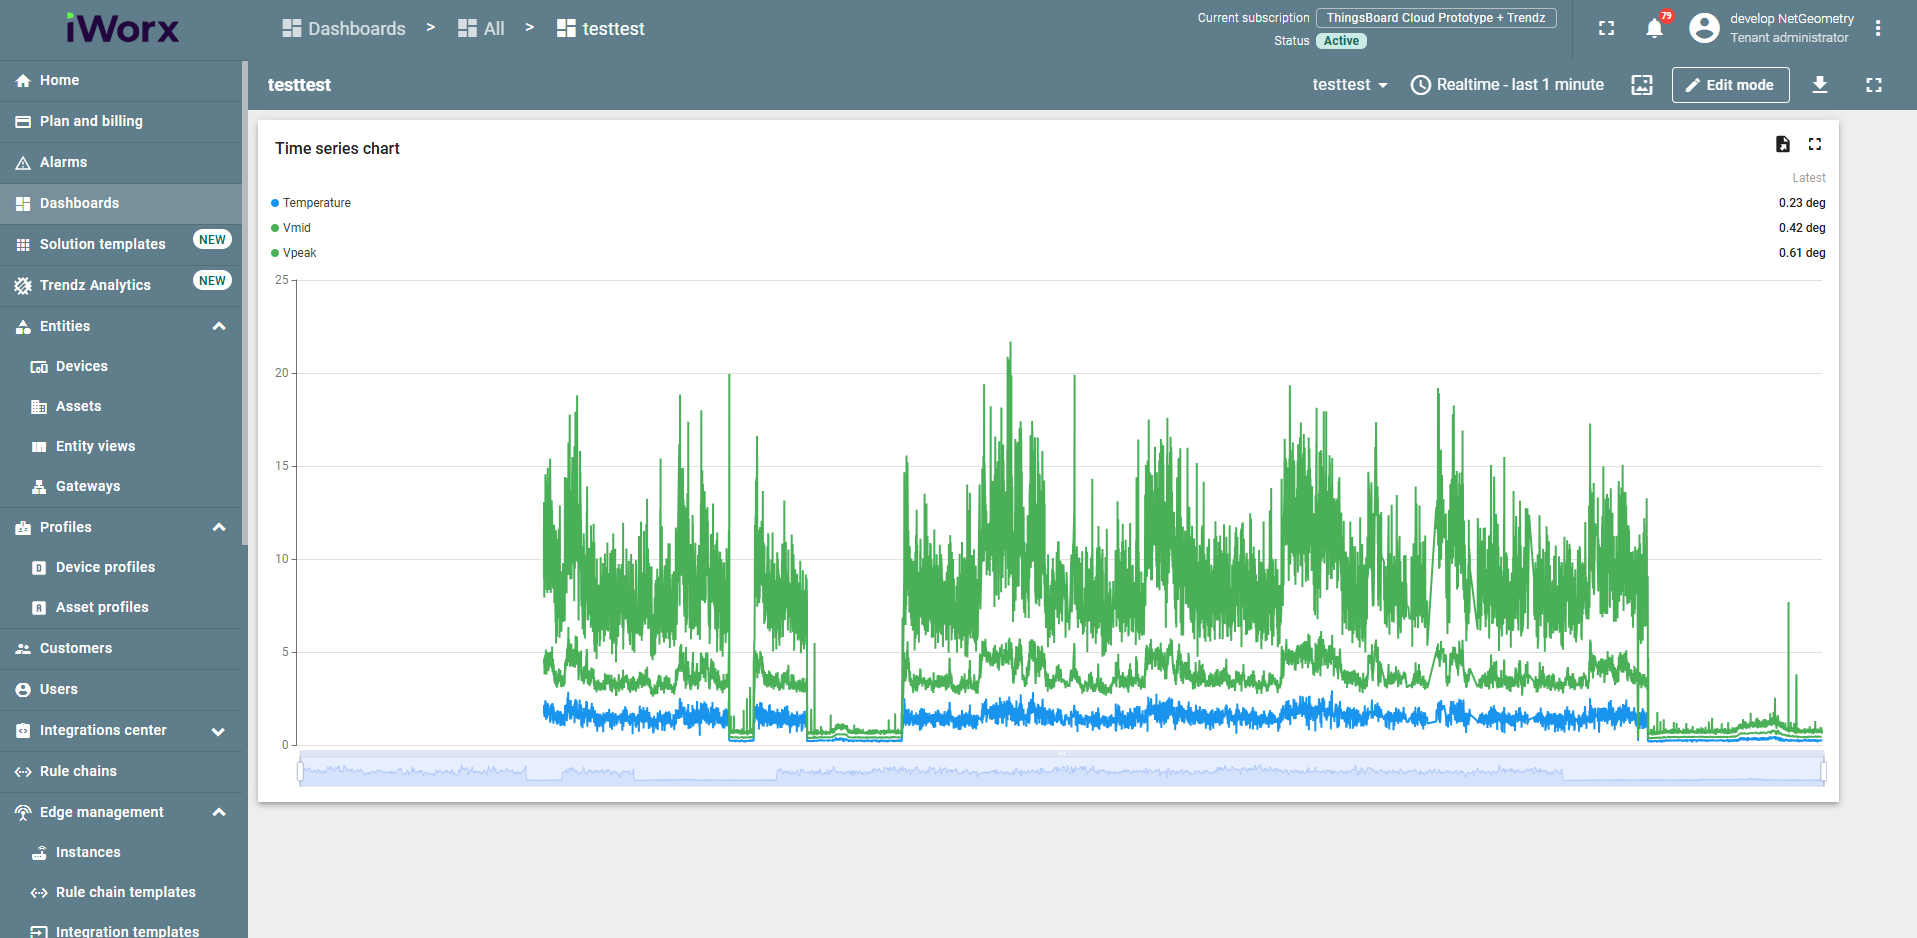 iWorx
Dashboards > All > testtest
Current subscription ThingsBoard Cloud Prototype + Trendz
Status Active
79
develop NetGeometry
Tenant administrator
testtest
testtest
Realtime - last 1 minute
Edit mode
Home
Plan and billing
Alarms
Dashboards
Solution templates NEW
Trendz Analytics NEW
Entities
Devices
Assets
Entity views
Gateways
Profiles
Device profiles
Asset profiles
Customers
Users
Integrations center
Rule chains
Edge management
Instances
Rule chain templates
Integration templates
Time series chart
Latest
Temperature 0.23 deg
Vmid 0.42 deg
Vpeak 0.61 deg
25
20
15
10
5
0